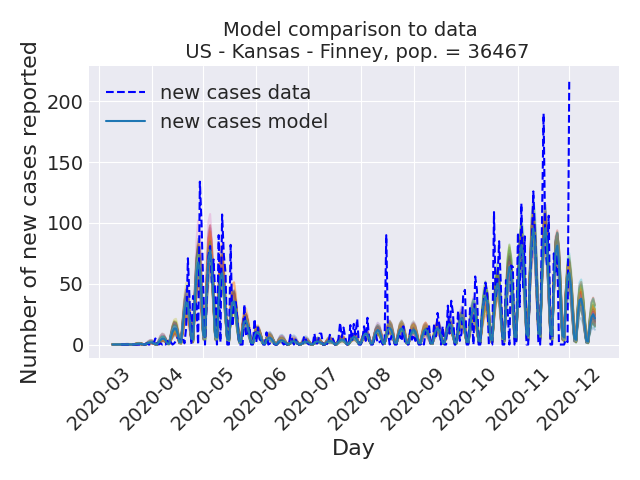 Model comparison to data
US - Kansas - Finney, pop. = 36467
Number of new cases reported
200
150
100
50
0
new cases data
new cases model
2020-03
2020-04
2020-05
2020-06
2020-07
2020-08
2020-09
2020-10
2020-11
2020-12
Day